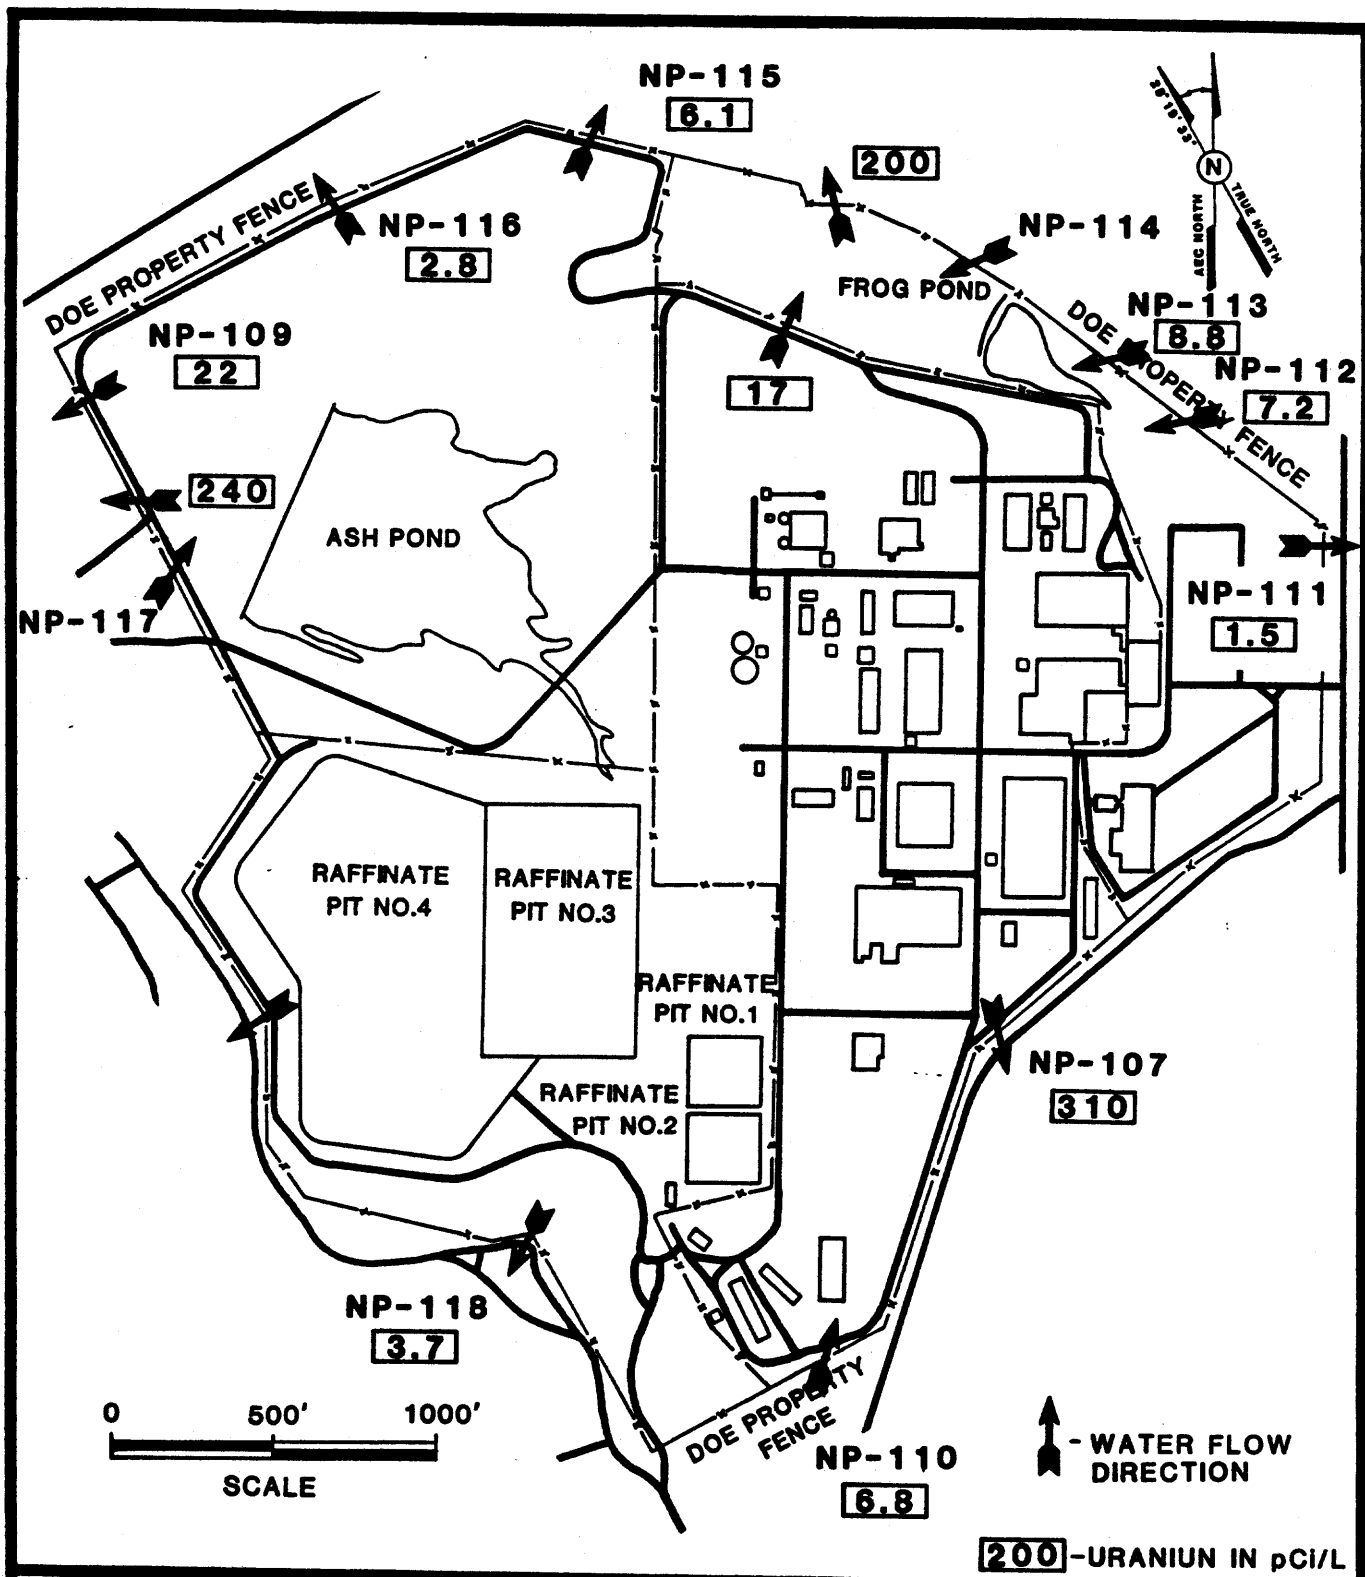 NP-115
6.1
200
26° 19' 33"
N
AEC NORTH
TRUE NORTH
NP-116
2.8
NP-114
FROG POND
DOE PROPERTY FENCE
NP-113
8.8
DOE PROPERTY FENCE
NP-109
22
17
NP-112
7.2
240
ASH POND
NP-117
NP-111
1.5
RAFFINATE
PIT NO.4
RAFFINATE
PIT NO.3
RAFFINATE
PIT NO.1
RAFFINATE
PIT NO.2
NP-107
310
NP-118
3.7
0 500' 1000'
SCALE
DOE PROPERTY
FENCE
NP-110
6.8
- WATER FLOW
DIRECTION
200 -URANIUN IN pCi/L